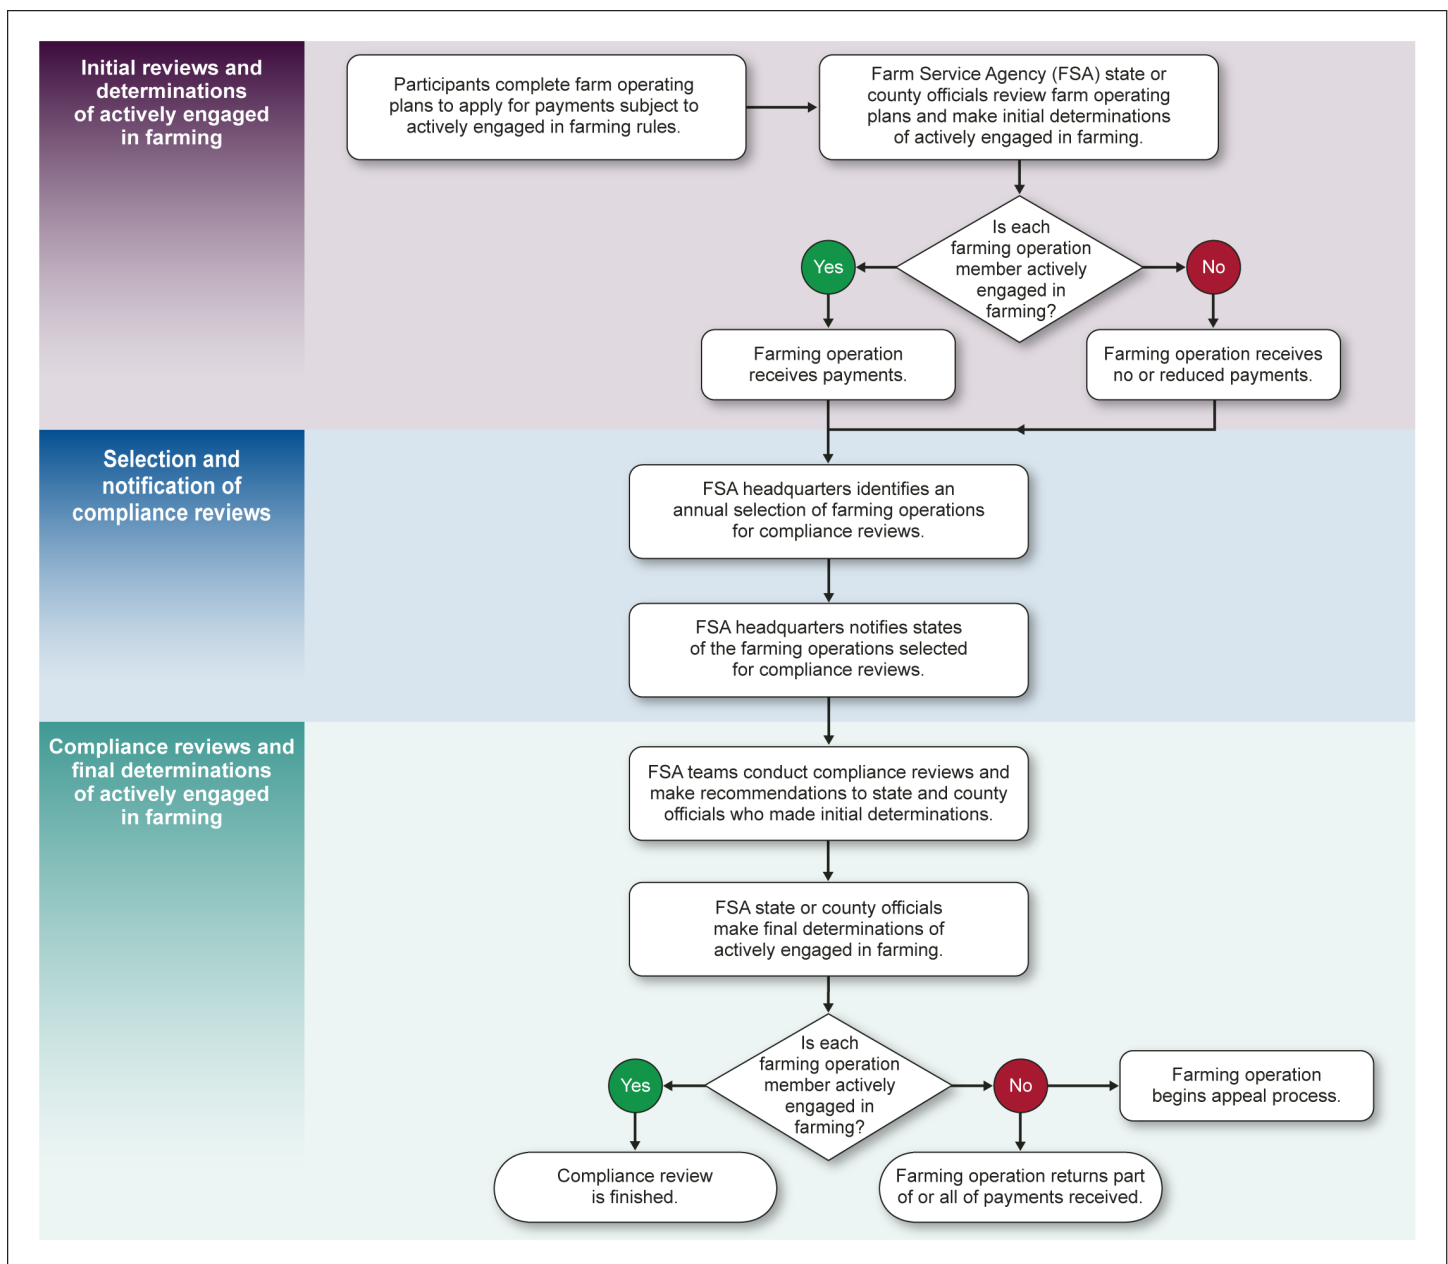 Initial reviews and
determinations
of actively engaged
in farming
Participants complete farm operating
plans to apply for payments subject to
actively engaged in farming rules.
Farm Service Agency (FSA) state or
county officials review farm operating
plans and make initial determinations
of actively engaged in farming.
Is each
farming operation
member actively
engaged in
farming?
Yes
No
Farming operation
receives payments.
Farming operation receives
no or reduced payments.
Selection and
notification of
compliance reviews
FSA headquarters identifies an
annual selection of farming operations
for compliance reviews.
FSA headquarters notifies states
of the farming operations selected
for compliance reviews.
Compliance reviews and
final determinations
of actively engaged
in farming
FSA teams conduct compliance reviews and
make recommendations to state and county
officials who made initial determinations.
FSA state or county officials
make final determinations of
actively engaged in farming.
Is each
farming operation
member actively
engaged in
farming?
Yes
No
Farming operation
begins appeal process.
Compliance review
is finished.
Farming operation returns part
of or all of payments received.